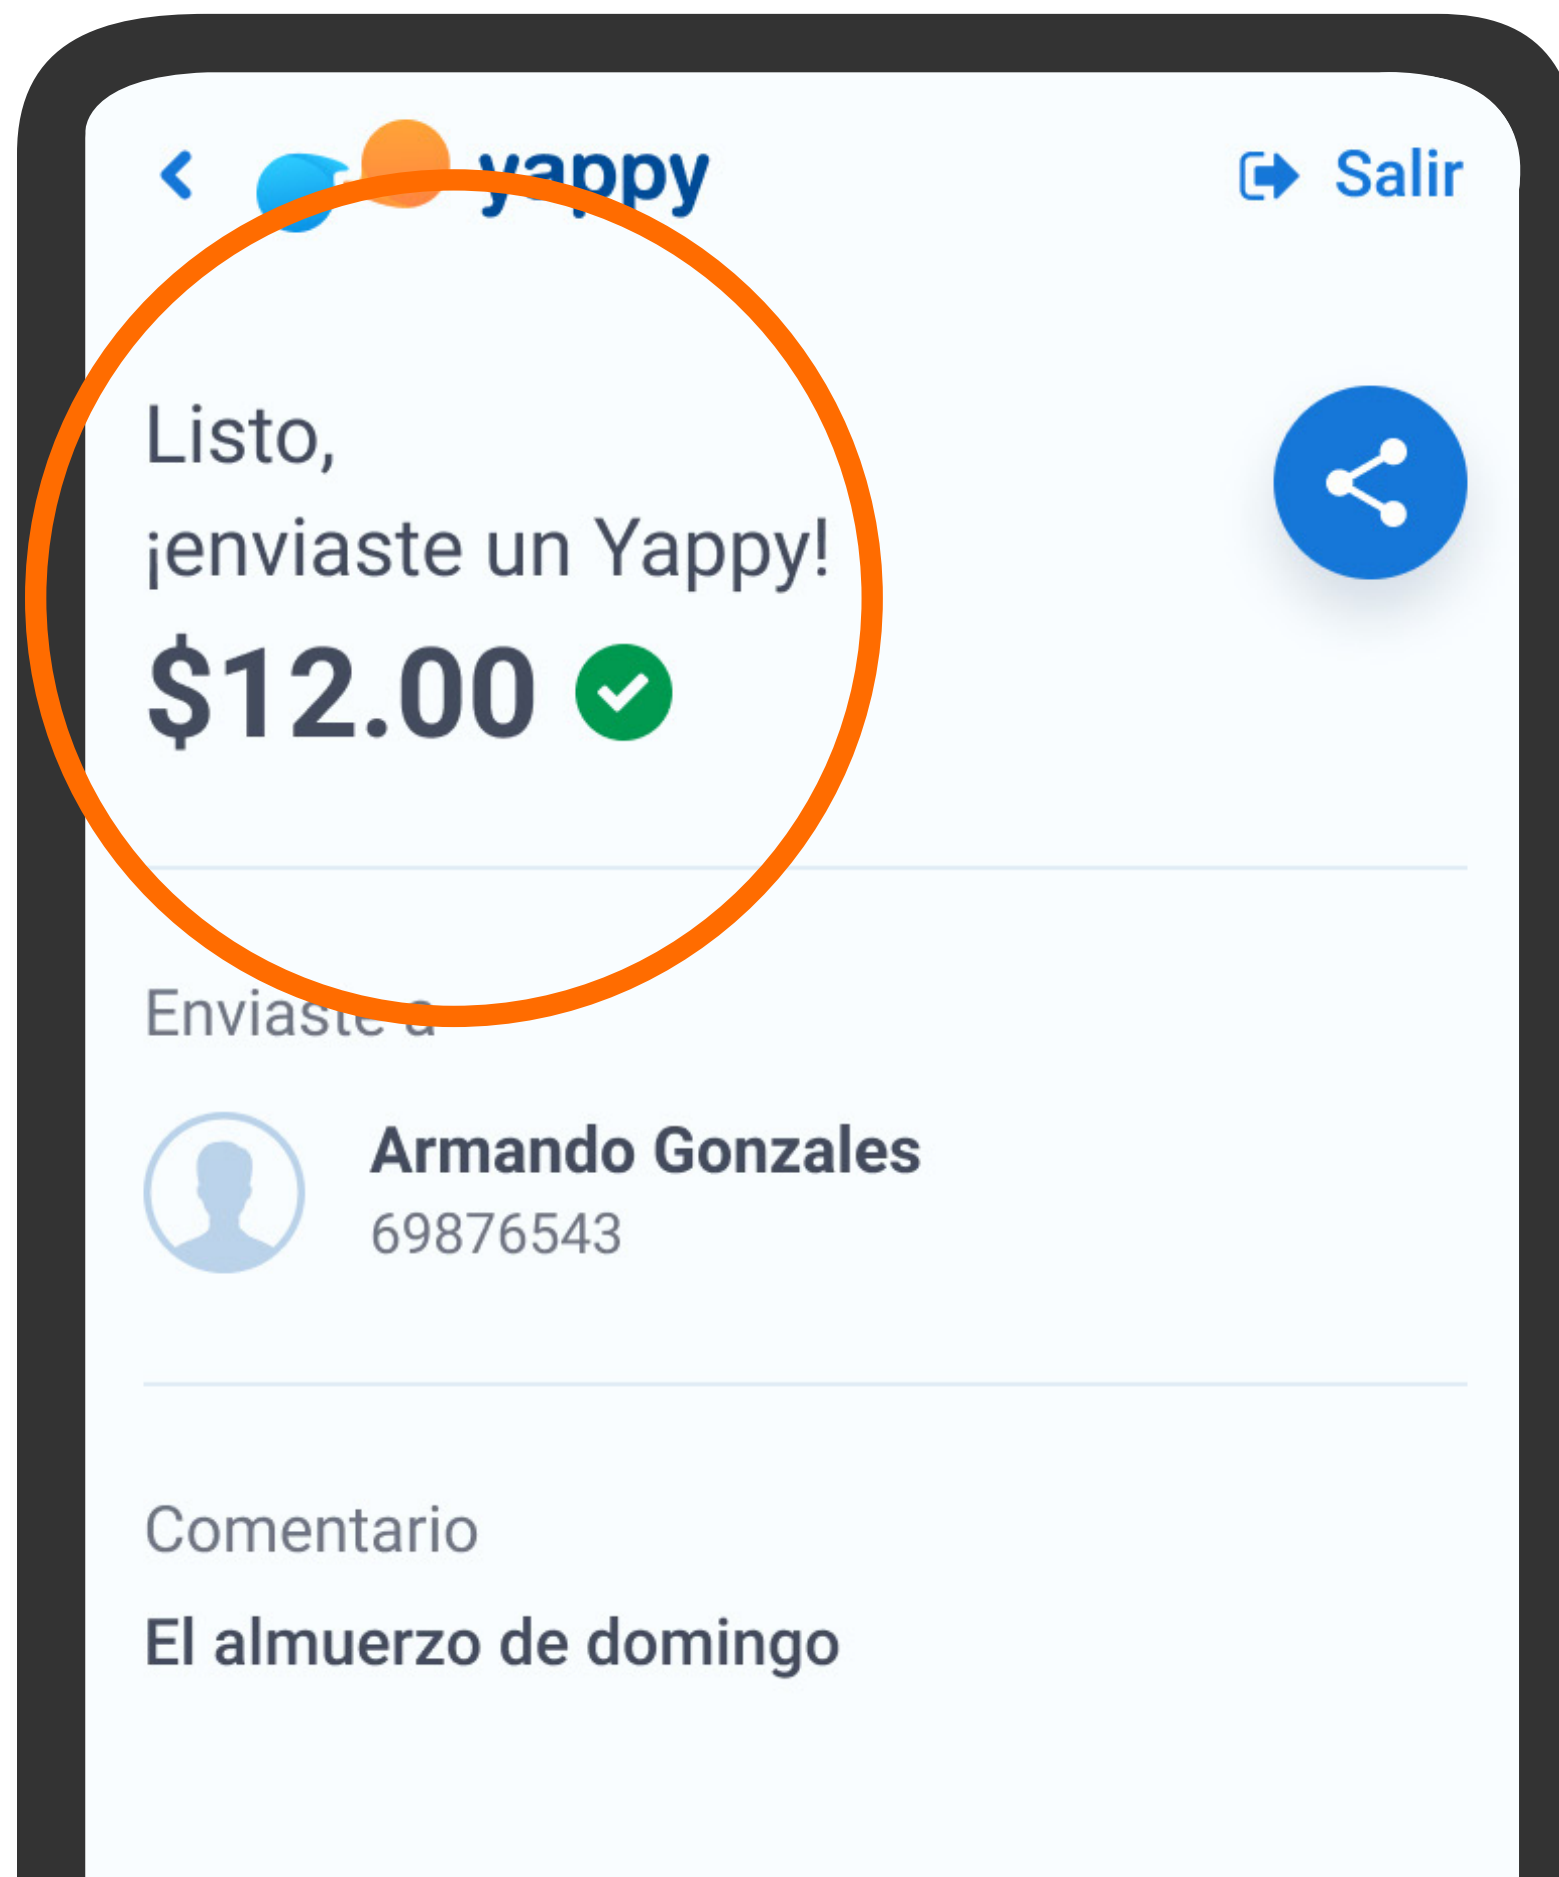 yappy
Salir
Listo,
¡enviaste un Yappy!
$12.00
Enviaste a
Armando Gonzales
69876543
Comentario
El almuerzo de domingo